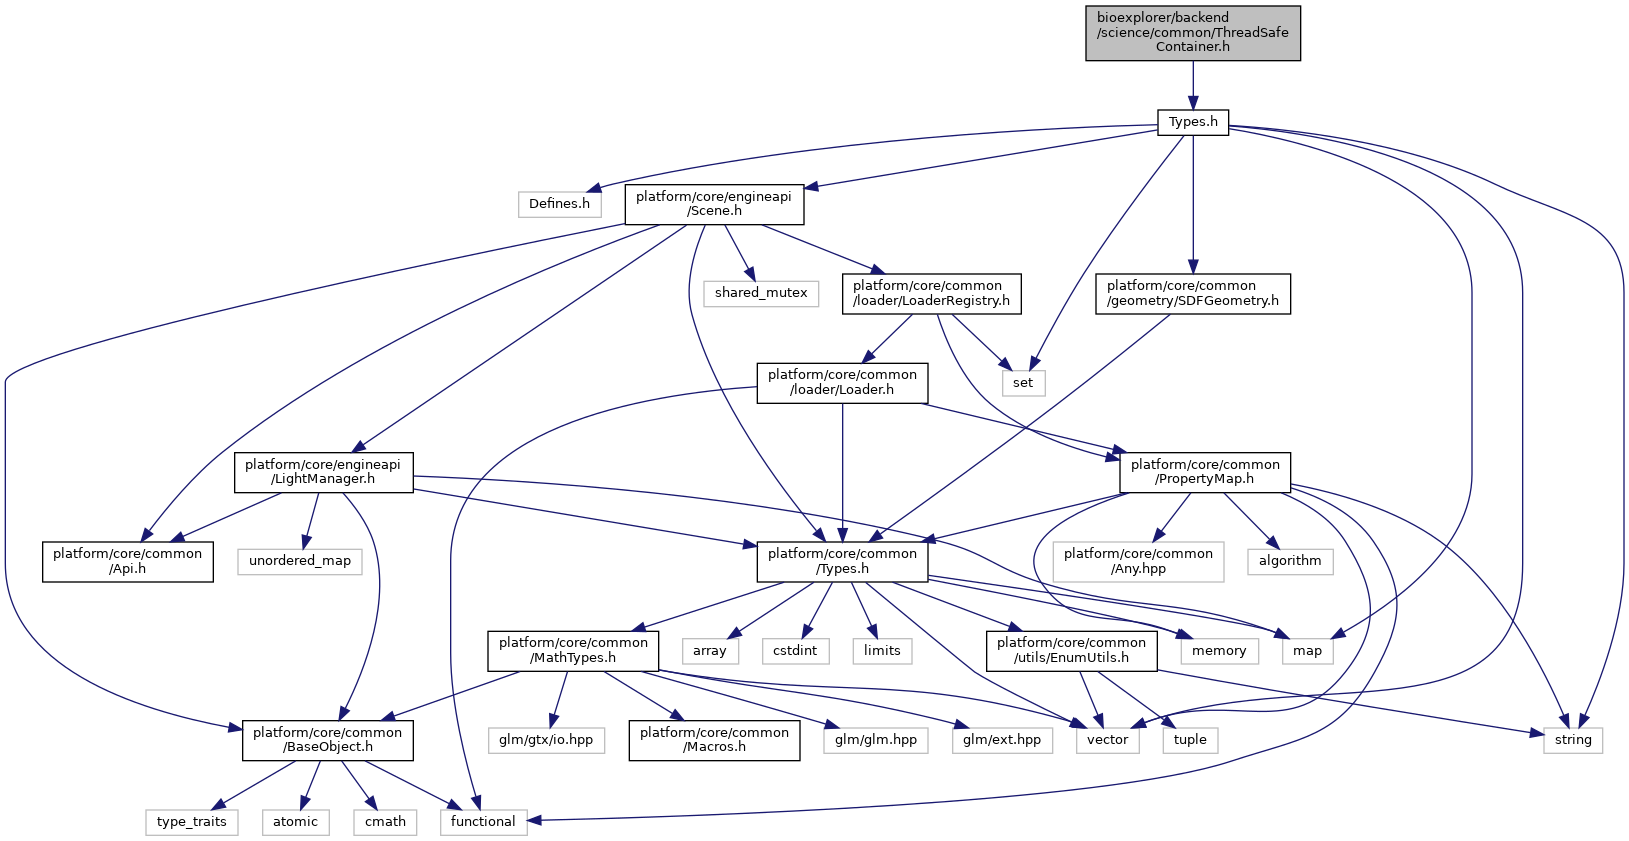 bioexplorer/backend
/science/common/ThreadSafe
Container.h
Types.h
Defines.h
platform/core/engineapi
/Scene.h
shared_mutex
platform/core/common
/loader/LoaderRegistry.h
platform/core/common
/geometry/SDFGeometry.h
platform/core/common
/loader/Loader.h
set
platform/core/engineapi
/LightManager.h
platform/core/common
/PropertyMap.h
platform/core/common
/Api.h
unordered_map
platform/core/common
/Types.h
platform/core/common
/Any.hpp
algorithm
platform/core/common
/MathTypes.h
array
cstdint
limits
platform/core/common
/utils/EnumUtils.h
memory
map
platform/core/common
/BaseObject.h
glm/gtx/io.hpp
platform/core/common
/Macros.h
glm/glm.hpp
glm/ext.hpp
vector
tuple
string
type_traits
atomic
cmath
functional